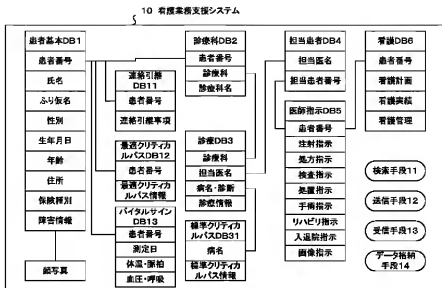 10 看護業務支援システム
患者基本DB1
患者番号
氏名
ふり仮名
性別
生年月日
年齢
住所
保険種別
障害情報
顔写真
連絡引継
DB11
患者番号
連絡引継事項
最適クリティカ
ルパスDB12
患者番号
最適クリティカ
ルパス情報
バイタルサイン
DB13
患者番号
測定日
体温・脈拍
血圧・呼吸
診療科DB2
患者番号
診療科
診療科名
診療DB3
診療科
担当医名
病名・診断
診療情報
標準クリティカ
ルパスDB31
病名
標準クリティカ
ルパス情報
担当患者DB4
担当医名
担当患者番号
医師指示DB5
患者番号
注射指示
処方指示
検査指示
処置指示
手術指示
リハビリ指示
入退院指示
画像指示
看護DB6
患者番号
看護計画
看護実績
看護管理
検索手段11
送信手段12
受信手段13
データ格納
手段14